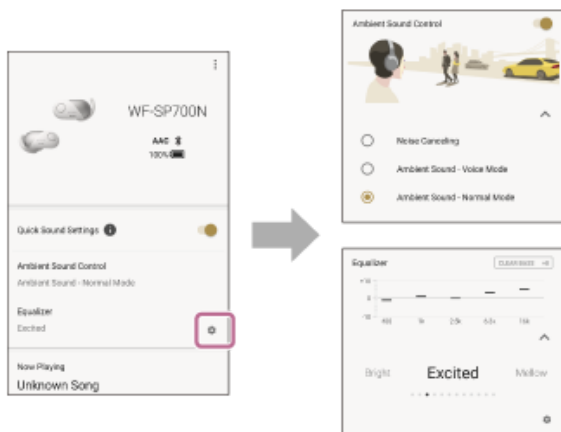 WF-SP700N
AAC
100%
Quick Sound Settings
Ambient Sound Control
Ambient Sound - Normal Mode
Equalizer
Excited
Now Playing
Unknown Song
Ambient Sound Control
Noise Canceling
Ambient Sound - Voice Mode
Ambient Sound - Normal Mode
Equalizer
CLEAR BASS
+10
0
-10
400 1k 2.5k 6.3k 16k
Bright Excited Mellow